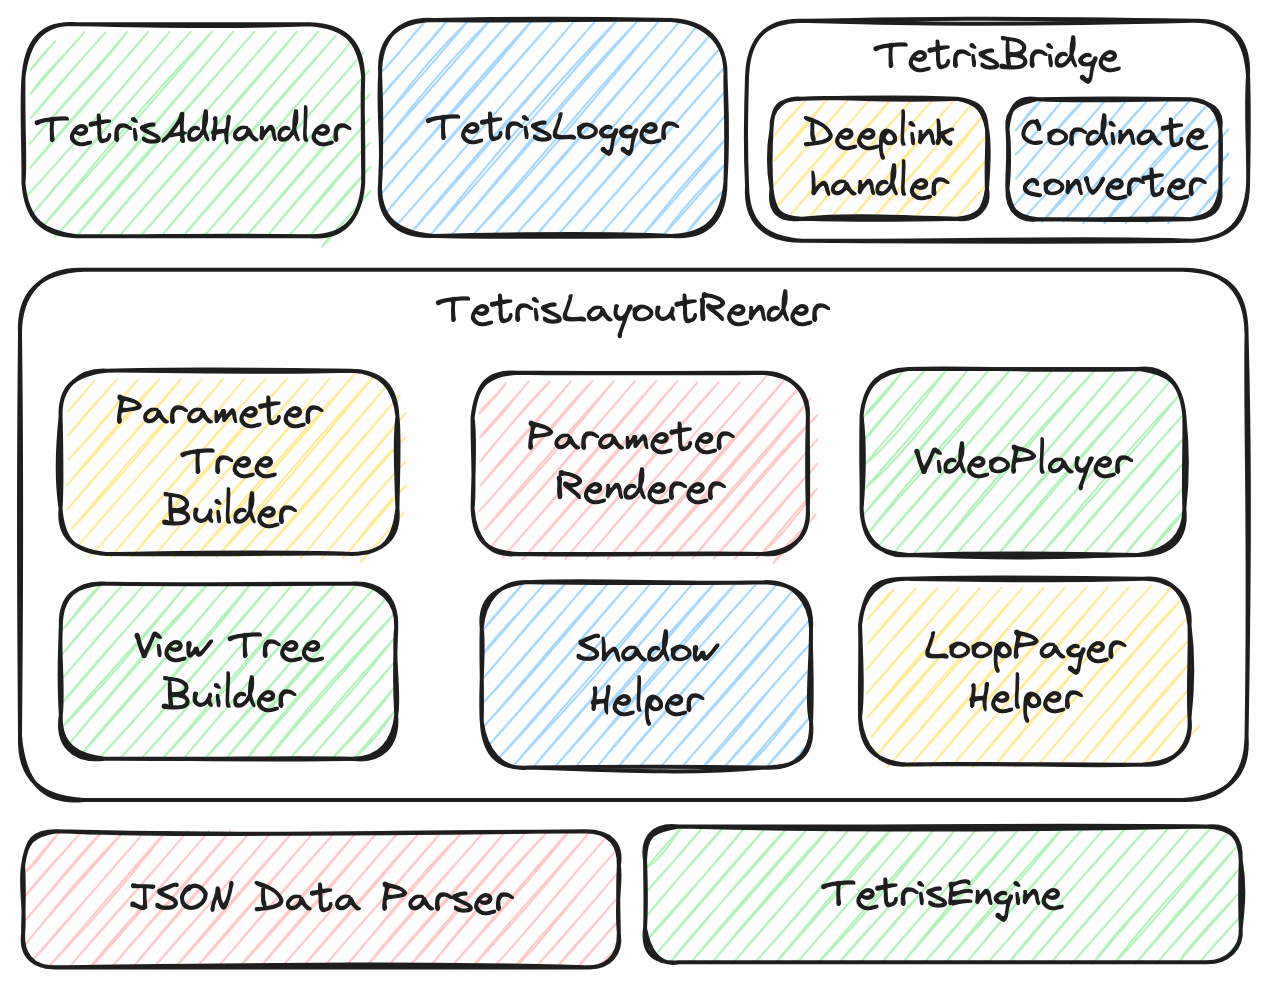 TetrisAdHandler
TetrisLogger
TetrisBridge
Deeplink
handler
Cordinate
converter
TetrisLayoutRender
Parameter
Tree
Builder
Parameter
Renderer
VideoPlayer
View Tree
Builder
Shadow
Helper
LoopPager
Helper
JSON Data Parser
TetrisEngine